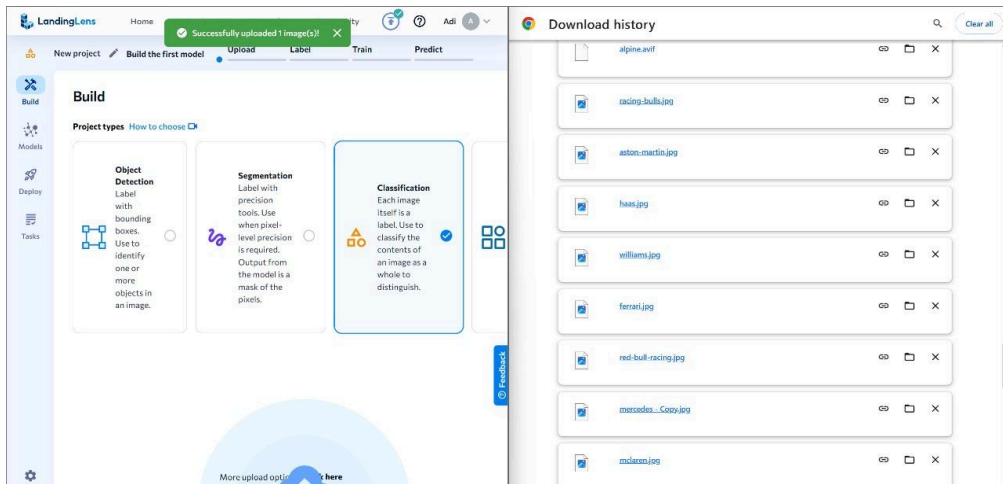 LandingLens
Home
ity
Adi
A
Successfully uploaded 1 image(s)!
New project
Build the first model
Upload
Label
Train
Predict
Build
Models
Deploy
Tasks
Build
Project types How to choose
Object
Detection
Label
with
bounding
boxes.
Use to
identify
one or
more
objects in
an image.
Segmentation
Label with
precision
tools. Use
when pixel-
level precision
is required.
Output from
the model is a
mask of the
pixels.
Classification
Each image
itself is a
label. Use to
classify the
contents of
an image as a
whole to
distinguish.
Feedback
More upload optio
here
Download history
Clear all
alpine.avif
racing-bulls.jpg
aston-martin.jpg
haas.jpg
williams.jpg
ferrari.jpg
red-bull-racing.jpg
mercedes - Copy.jpg
mclaren.jpg